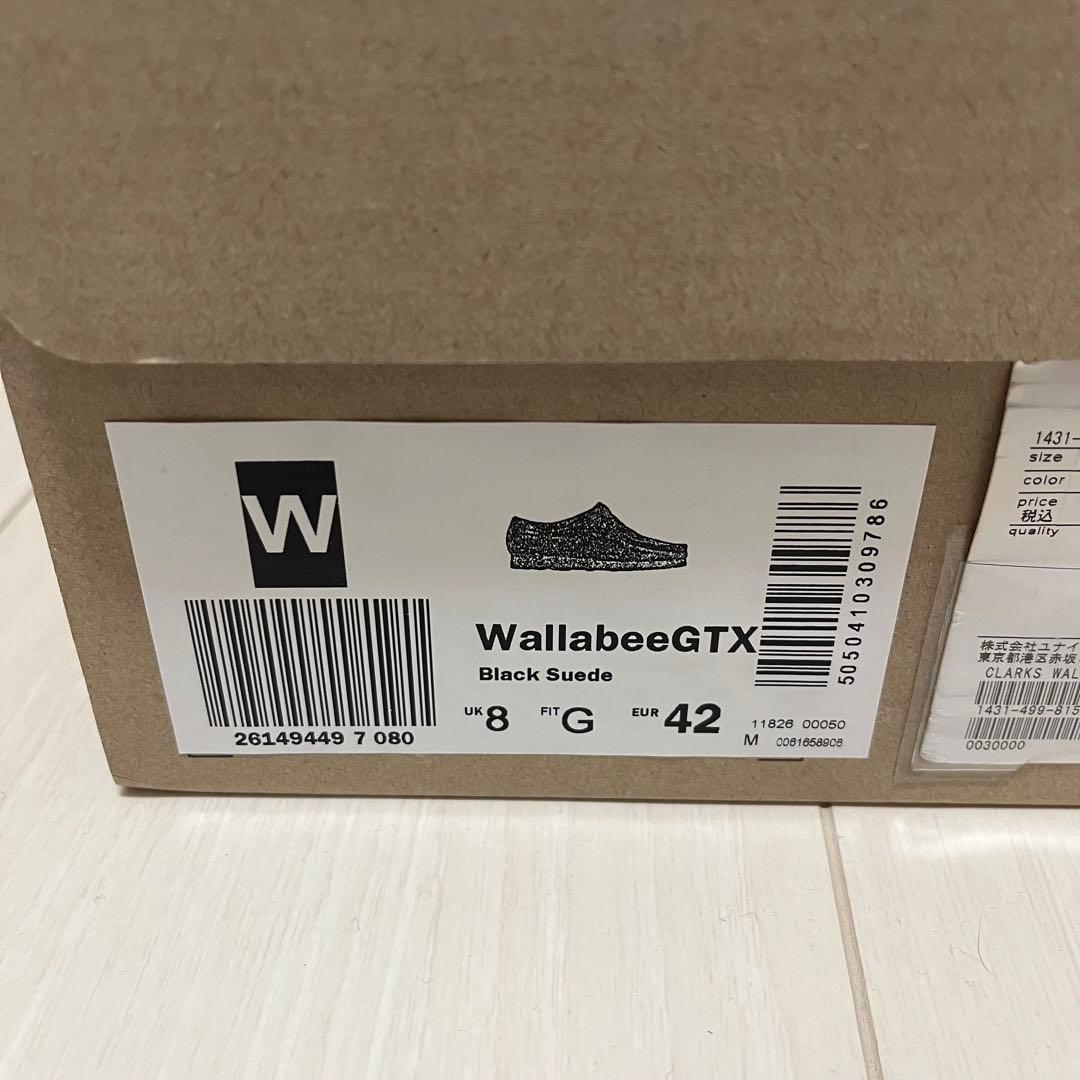 W
26149449 7 080
WallabeeGTX
Black Suede
UK 8 FIT G EUR 42
5050410309786
11826 00050
M 0061658906
1431-
size
color
price
税込
quality
株式会社ユナイ
東京都港区赤坂
CLARKS WAL
1431-499-815
0030000